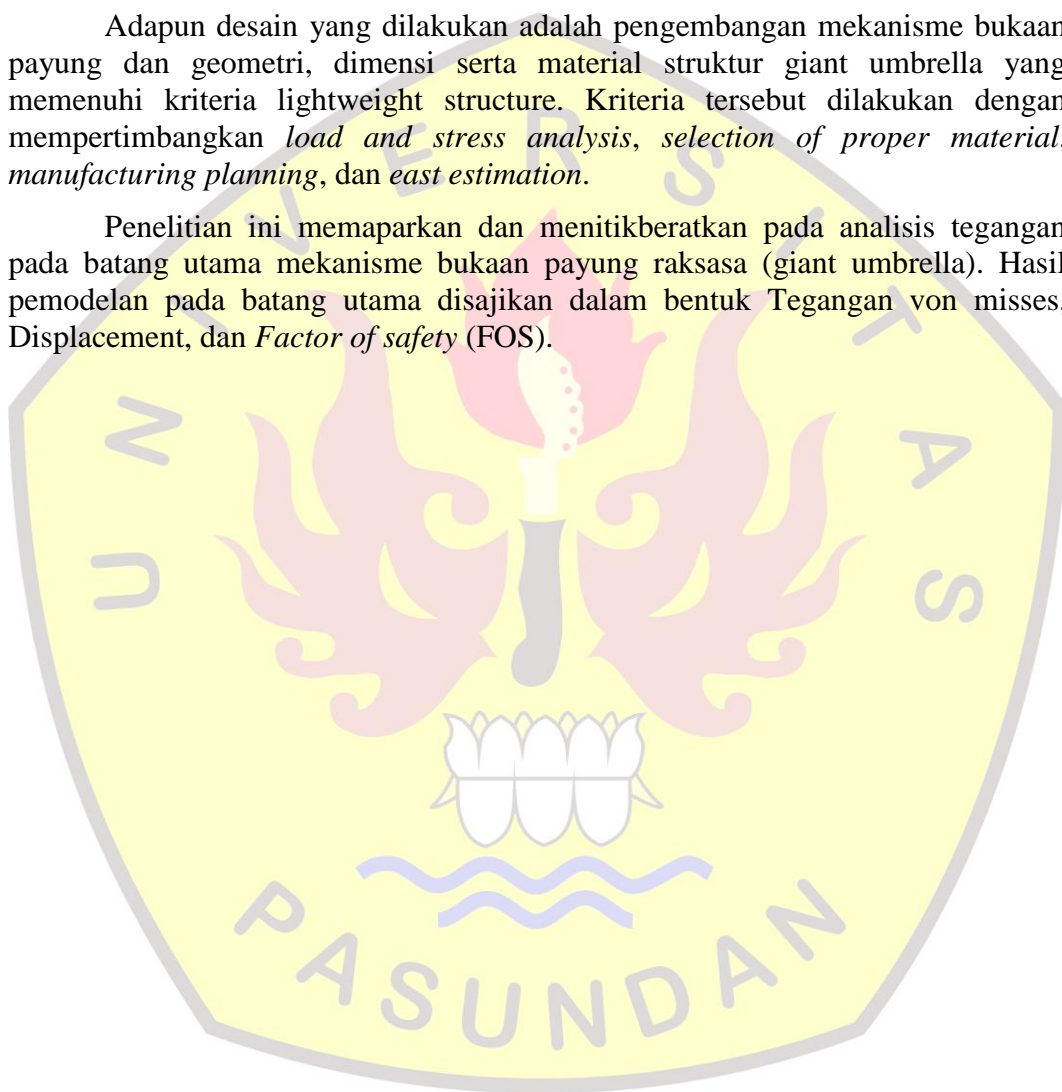 Adapun desain yang dilakukan adalah pengembangan mekanisme bukaan
payung dan geometri, dimensi serta material struktur giant umbrella yang
memenuhi kriteria lightweight structure. Kriteria tersebut dilakukan dengan
mempertimbangkan load and stress analysis, selection of proper material,
manufacturing planning, dan east estimation.
Penelitian ini memaparkan dan menitikberatkan pada analisis tegangan
pada batang utama mekanisme bukaan payung raksasa (giant umbrella). Hasil
pemodelan pada batang utama disajikan dalam bentuk Tegangan von misses,
Displacement, dan Factor of safety (FOS).
UNIVERSITAS
PASUNDAN